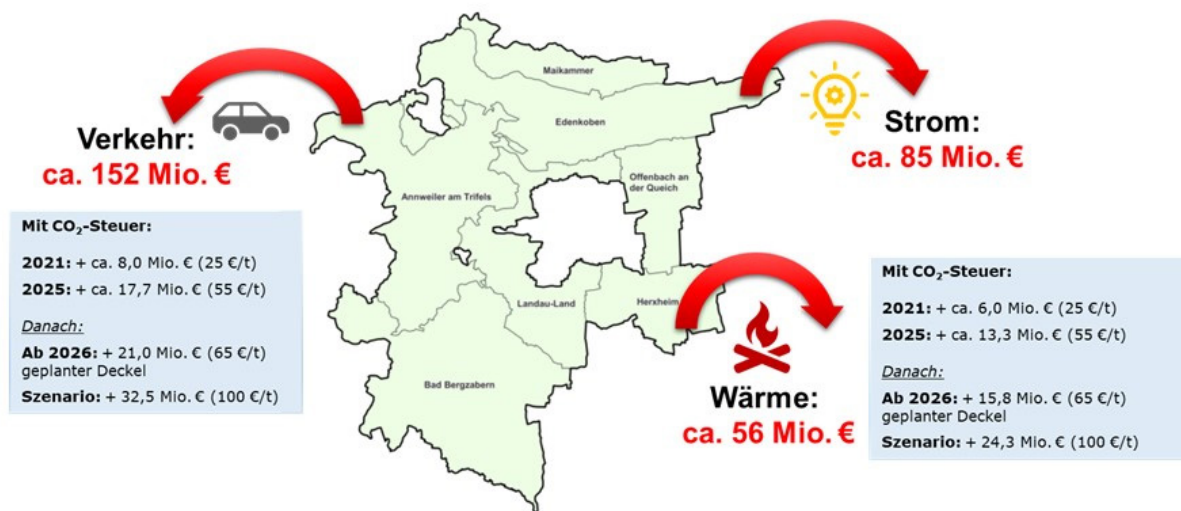 Verkehr:
ca. 152 Mio. €
Mit CO₂-Steuer:
2021: + ca. 8,0 Mio. € (25 €/t)
2025: + ca. 17,7 Mio. € (55 €/t)
Danach:
Ab 2026: + 21,0 Mio. € (65 €/t)
geplanter Deckel
Szenario: + 32,5 Mio. € (100 €/t)
Maikammer
Edenkoben
Offenbach an
der Queich
Annweiler am Trifels
Landau-Land
Herxheim
Bad Bergzabern
Strom:
ca. 85 Mio. €
Wärme:
ca. 56 Mio. €
Mit CO₂-Steuer:
2021: + ca. 6,0 Mio. € (25 €/t)
2025: + ca. 13,3 Mio. € (55 €/t)
Danach:
Ab 2026: + 15,8 Mio. € (65 €/t)
geplanter Deckel
Szenario: + 24,3 Mio. € (100 €/t)